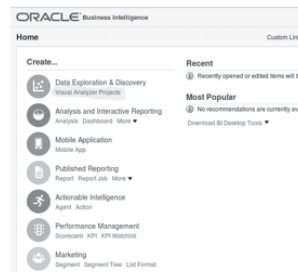 ORACLE Business Intelligence
Home
Custom Lin
Create...
Data Exploration & Discovery
Visual Analyzer Projects
Analysis and Interactive Reporting
Analysis Dashboard More ▼
Mobile Application
Mobile App
Published Reporting
Report Report Job More ▼
Actionable Intelligence
Agent Action
Performance Management
Scorecard KPI KPI Watchlist
Marketing
Segment Segment Tree List Format
Recent
Recently opened or edited items will b
Most Popular
No recommendations are currently av
Download BI Desktop Tools ▼